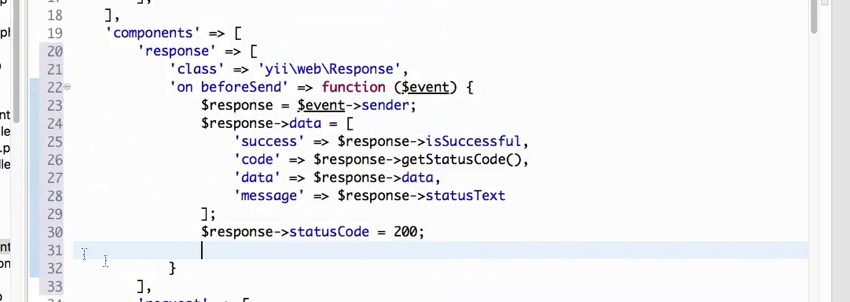 18 ],
19 'components' => [
20 'response' => [
21 'class' => 'yii\web\Response',
22 'on beforeSend' => function ($event) {
23 $response = $event->sender;
24 $response->data = [
25 'success' => $response->isSuccessful,
26 'code' => $response->getStatusCode(),
27 'data' => $response->data,
28 'message' => $response->statusText
29 ];
30 $response->statusCode = 200;
31
32 }
33 ],